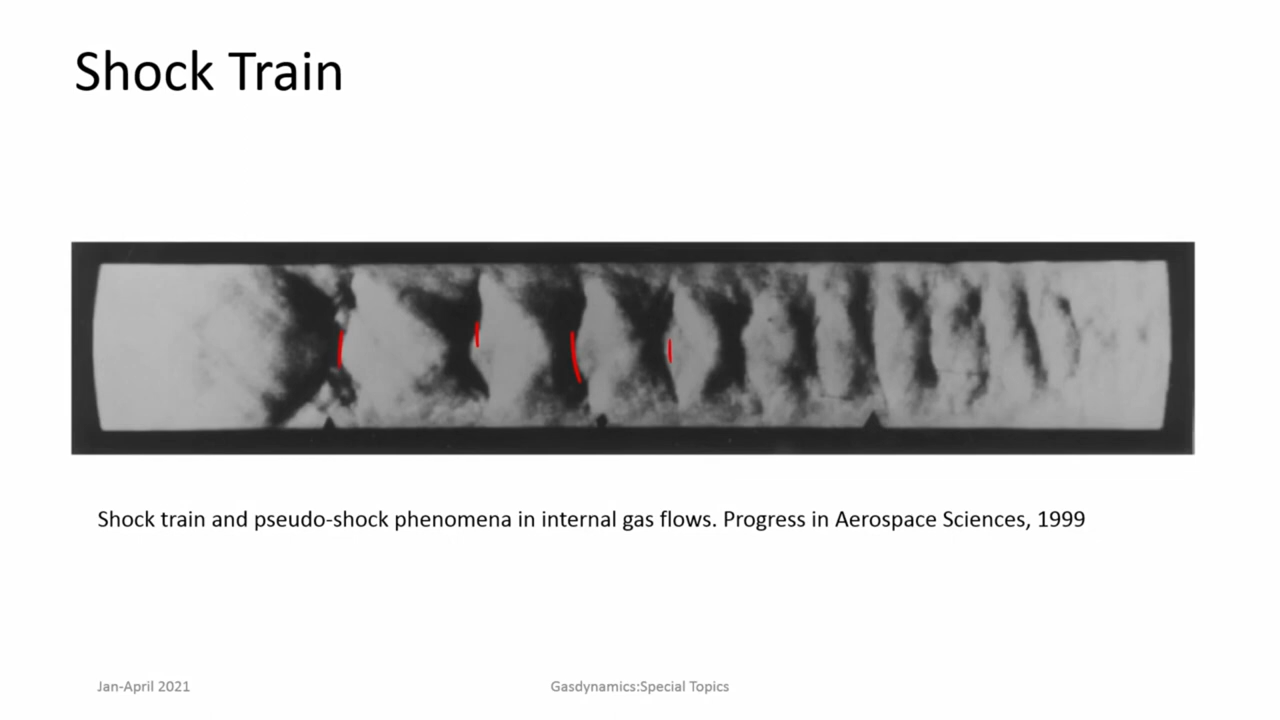 Shock Train
Shock train and pseudo-shock phenomena in internal gas flows. Progress in Aerospace Sciences, 1999
Jan-April 2021
Gasdynamics:Special Topics